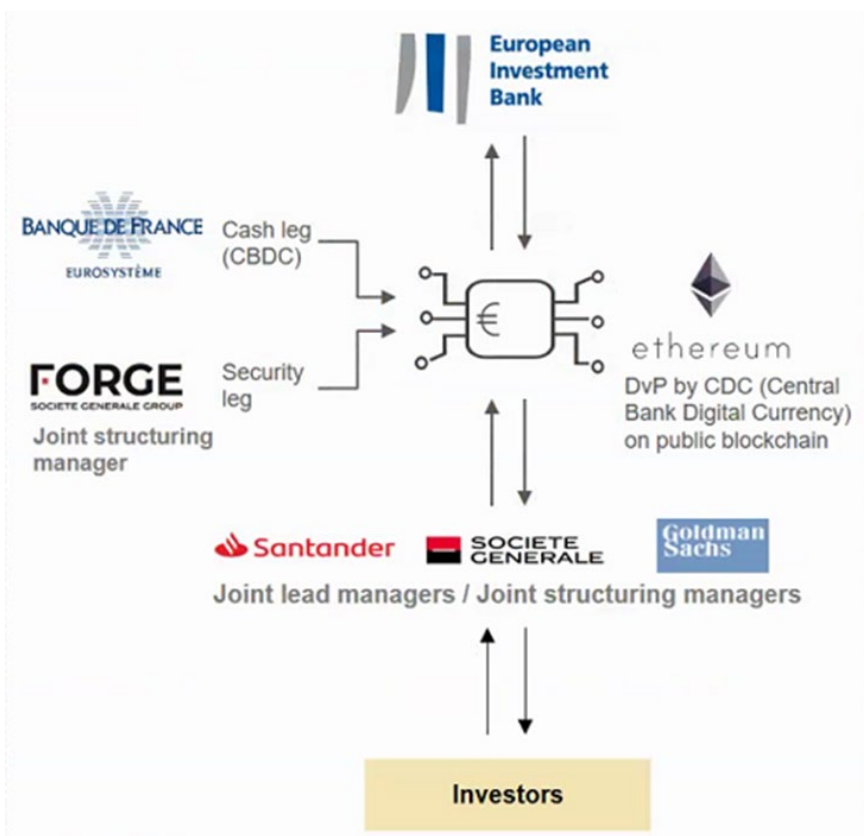 European
Investment
Bank
BANQUE DE FRANCE
EUROSYSTÈME
Cash leg
(CBDC)
€
ethereum
DvP by CDC (Central
Bank Digital Currency)
on public blockchain
FORGE
SOCIETE GENERALE GROUP
Joint structuring
manager
Security
leg
Santander
SOCIETE
GENERALE
Goldman
Sachs
Joint lead managers / Joint structuring managers
Investors